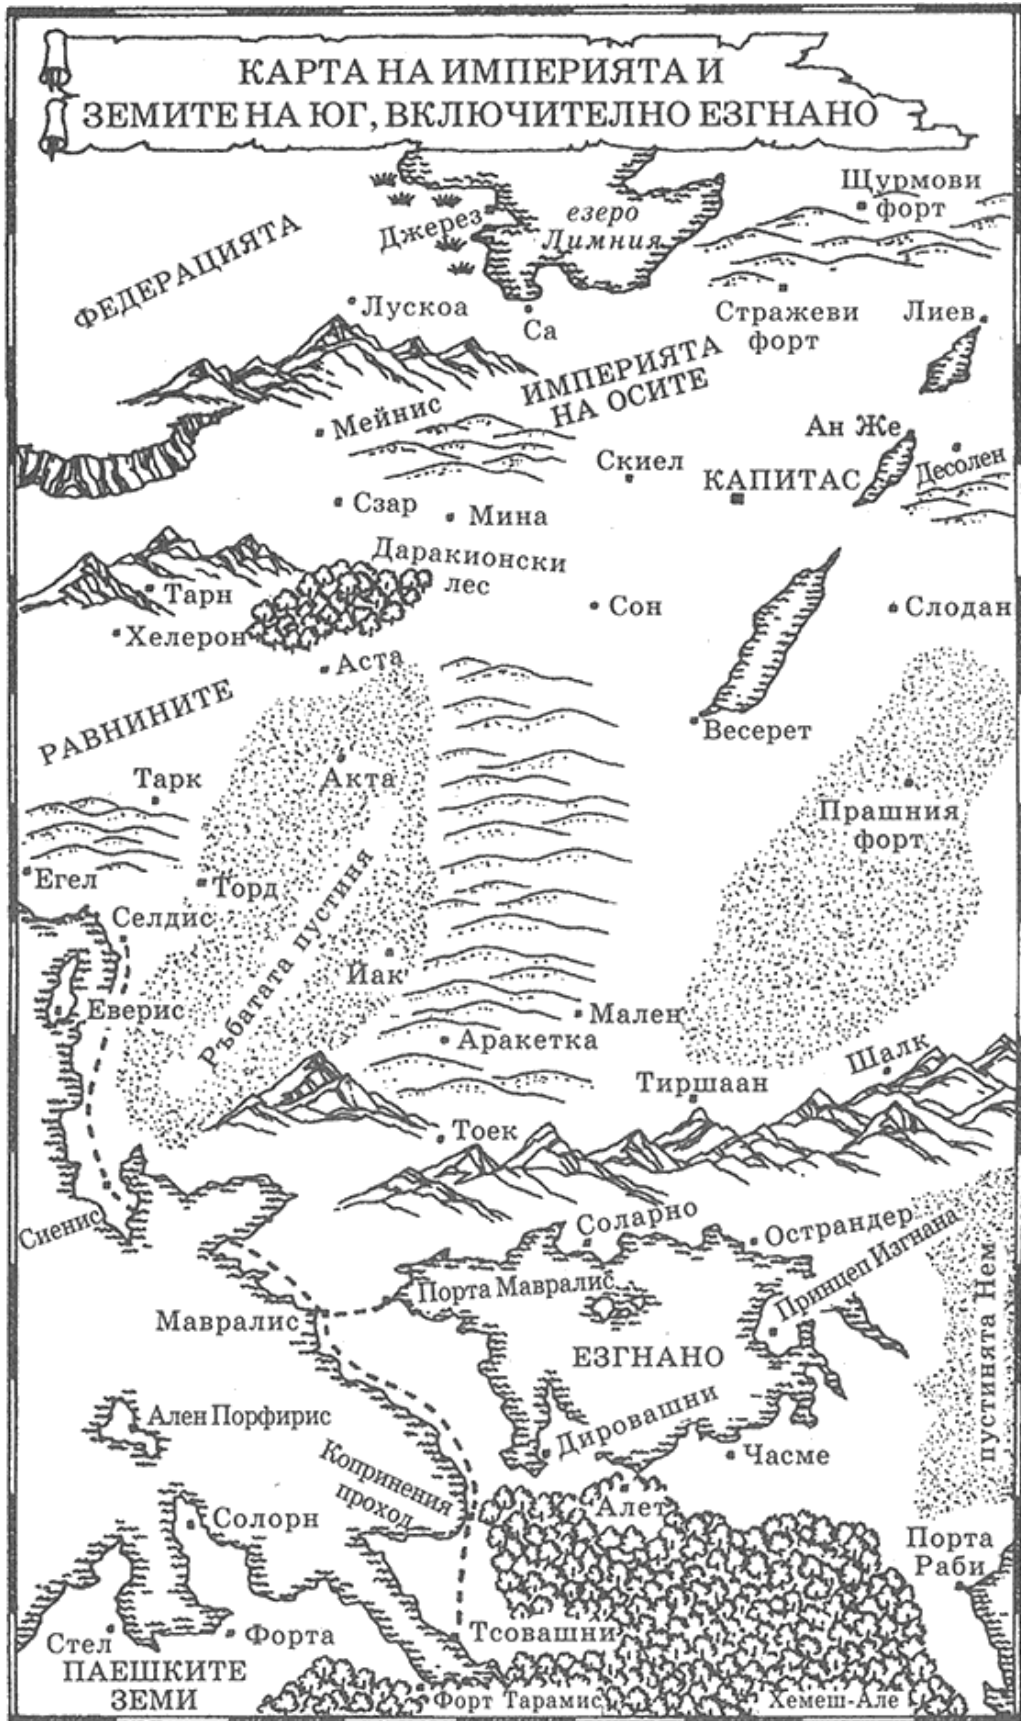 КАРТА НА ИМПЕРИЯТА И
ЗЕМИТЕ НА ЮГ, ВКЛЮЧИТЕЛНО ЕЗГНАНО
Щурмови
форт
Джерез
езеро
Лимния
ФЕДЕРАЦИЯТА
Лускоа
Са
Стражеви
форт
Лиев
ИМПЕРИЯТА
НА ОСИТЕ
Мейнис
Ан Же
Скиел
КАПИТАС
Десолен
Сзар
Мина
Даракионски
лес
Тарн
Сон
Слодан
Хелерон
Аста
РАВНИНИТЕ
Весерет
Тарк
Акта
Прашния
форт
Егел
Торд
Ръбатата пустиня
Селдис
Йак
Еверис
Мален
Аракетка
Шалк
Тиршаан
Тоек
Сиенис
Соларно
Острандер
Порта Мавралис
Принцеп Изгнана
Мавралис
ЕЗГНАНО
пустинята Нем
Ален Порфирис
Дировашни
Часме
Копринения
проход
Алет
Солорн
Порта
Раби
Стел
Форта
Тсовашни
ПАЕШКИТЕ
ЗЕМИ
Форт Тарамис
Хемеш-Але